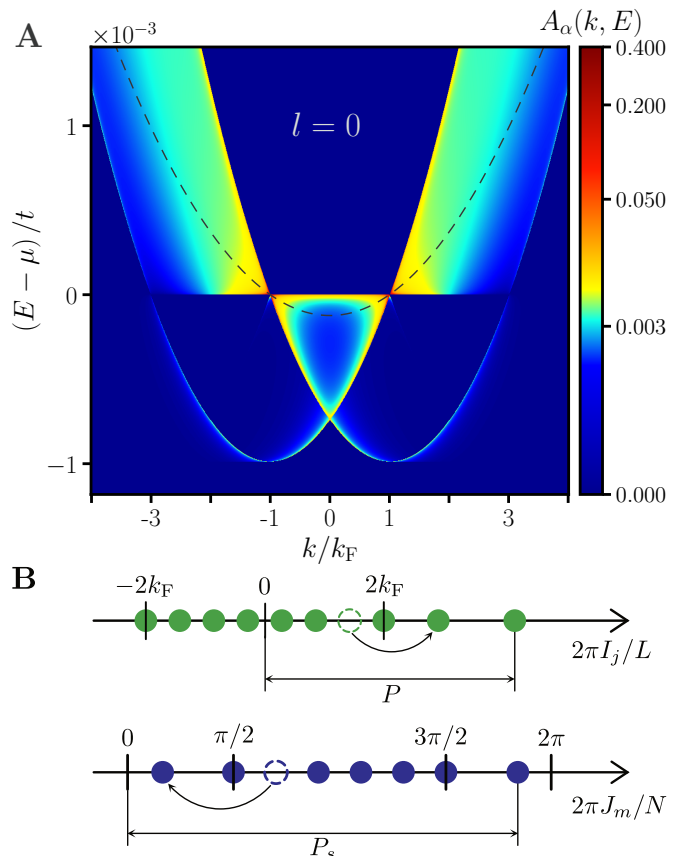 A
×10⁻³
A_α(k, E)
0.400
0.200
0.050
0.003
0.000
l = 0
(E − μ)/t
1
0
−1
-3 -1 0 1 3
k/k_F
B
−2k_F 0 2k_F
2πI_j/L
P
0 π/2 3π/2 2π
2πJ_m/N
P_s